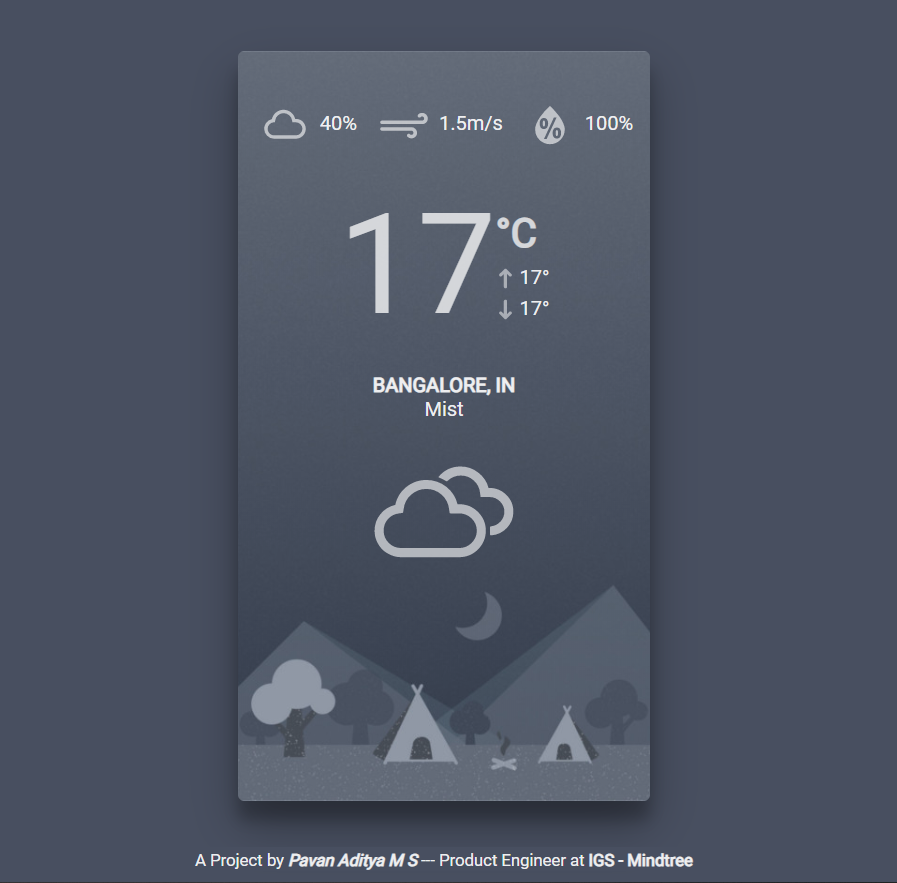 40% 1.5m/s % 100%
17 °C
↑ 17°
↓ 17°
BANGALORE, IN
Mist
A Project by Pavan Aditya M S --- Product Engineer at IGS - Mindtree